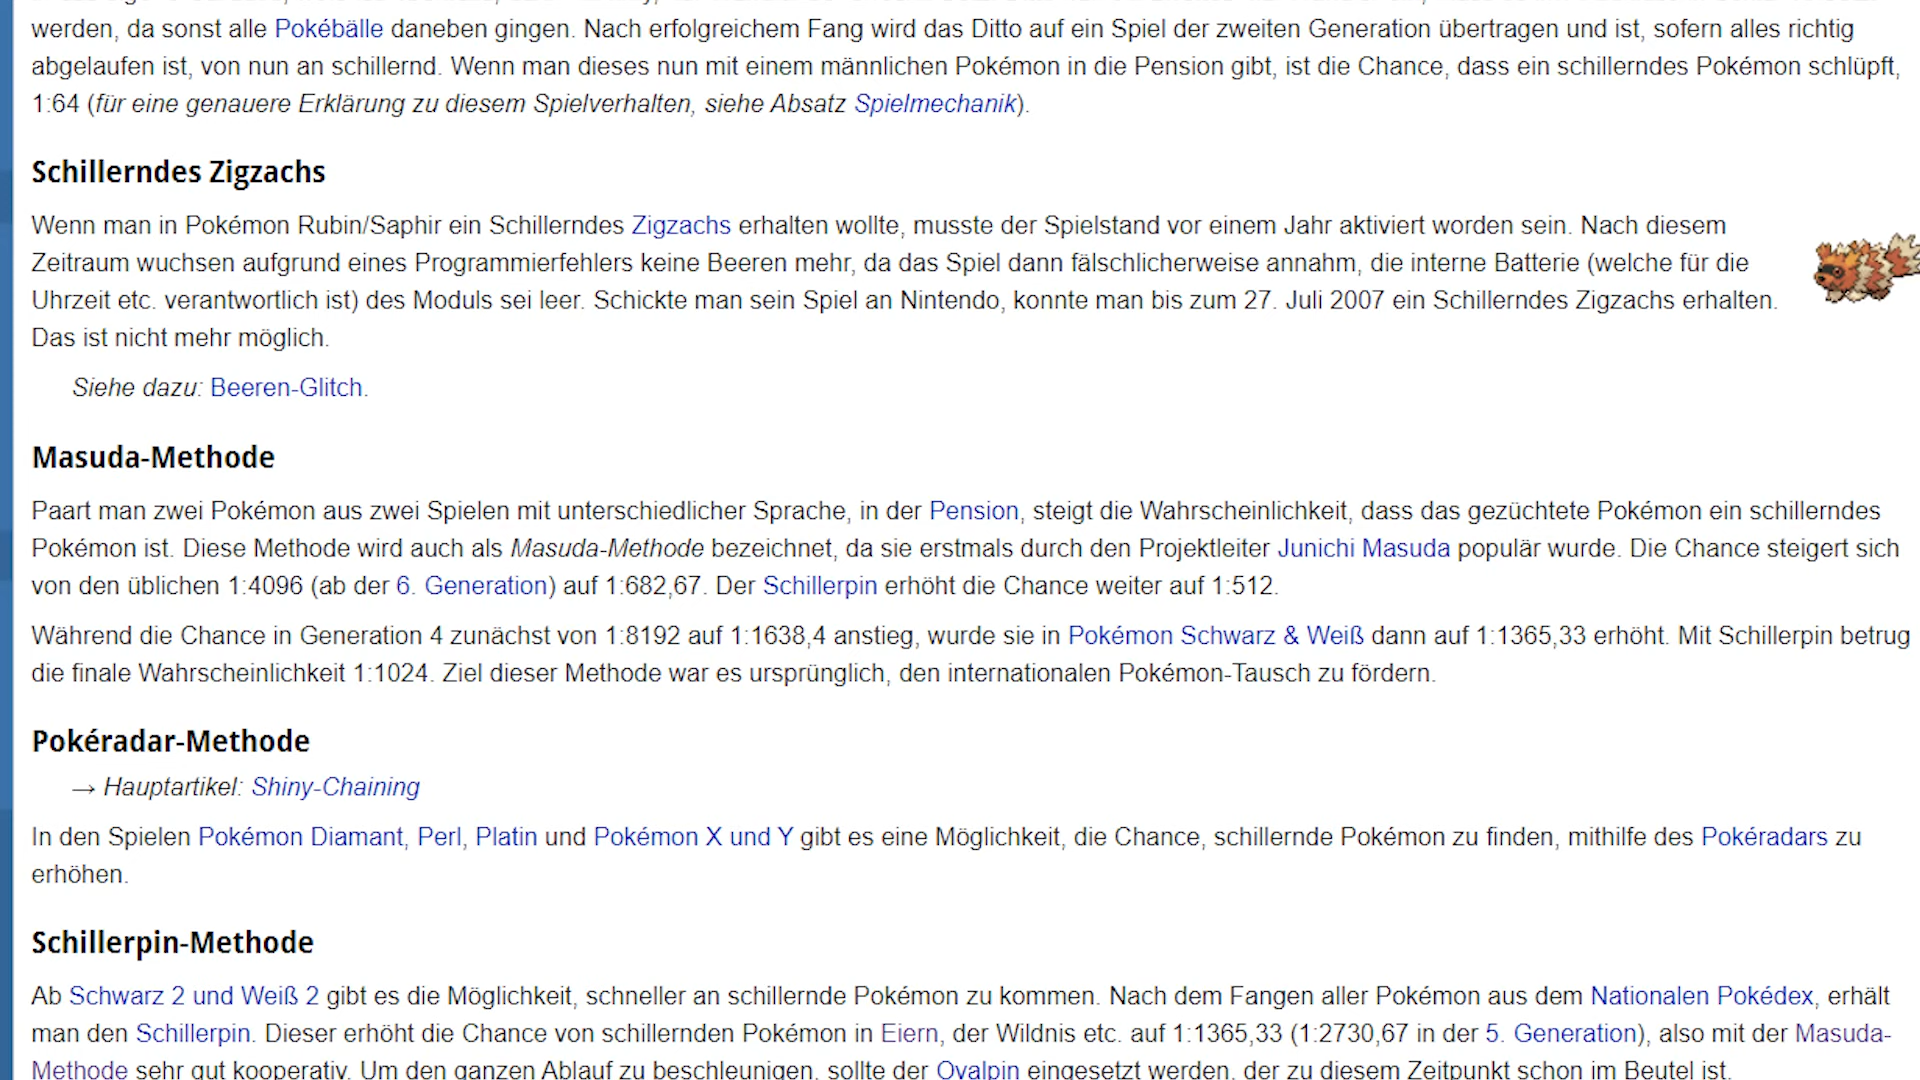 werden, da sonst alle Pokébälle daneben gingen. Nach erfolgreichem Fang wird das Ditto auf ein Spiel der zweiten Generation übertragen und ist, sofern alles richtig
abgelaufen ist, von nun an schillernd. Wenn man dieses nun mit einem männlichen Pokémon in die Pension gibt, ist die Chance, dass ein schillerndes Pokémon schlüpft,
1:64 (für eine genauere Erklärung zu diesem Spielverhalten, siehe Absatz Spielmechanik).
Schillerndes Zigzachs
Wenn man in Pokémon Rubin/Saphir ein Schillerndes Zigzachs erhalten wollte, musste der Spielstand vor einem Jahr aktiviert worden sein. Nach diesem
Zeitraum wuchsen aufgrund eines Programmierfehlers keine Beeren mehr, da das Spiel dann fälschlicherweise annahm, die interne Batterie (welche für die
Uhrzeit etc. verantwortlich ist) des Moduls sei leer. Schickte man sein Spiel an Nintendo, konnte man bis zum 27. Juli 2007 ein Schillerndes Zigzachs erhalten.
Das ist nicht mehr möglich.
Siehe dazu: Beeren-Glitch.
Masuda-Methode
Paart man zwei Pokémon aus zwei Spielen mit unterschiedlicher Sprache, in der Pension, steigt die Wahrscheinlichkeit, dass das gezüchtete Pokémon ein schillerndes
Pokémon ist. Diese Methode wird auch als Masuda-Methode bezeichnet, da sie erstmals durch den Projektleiter Junichi Masuda populär wurde. Die Chance steigert sich
von den üblichen 1:4096 (ab der 6. Generation) auf 1:682,67. Der Schillerpin erhöht die Chance weiter auf 1:512.
Während die Chance in Generation 4 zunächst von 1:8192 auf 1:1638,4 anstieg, wurde sie in Pokémon Schwarz & Weiß dann auf 1:1365,33 erhöht. Mit Schillerpin betrug
die finale Wahrscheinlichkeit 1:1024. Ziel dieser Methode war es ursprünglich, den internationalen Pokémon-Tausch zu fördern.
Pokéradar-Methode
→ Hauptartikel: Shiny-Chaining
In den Spielen Pokémon Diamant, Perl, Platin und Pokémon X und Y gibt es eine Möglichkeit, die Chance, schillernde Pokémon zu finden, mithilfe des Pokéradars zu
erhöhen.
Schillerpin-Methode
Ab Schwarz 2 und Weiß 2 gibt es die Möglichkeit, schneller an schillernde Pokémon zu kommen. Nach dem Fangen aller Pokémon aus dem Nationalen Pokédex, erhält
man den Schillerpin. Dieser erhöht die Chance von schillernden Pokémon in Eiern, der Wildnis etc. auf 1:1365,33 (1:2730,67 in der 5. Generation), also mit der Masuda-
Methode sehr gut kooperativ. Um den ganzen Ablauf zu beschleunigen, sollte der Ovalpin eingesetzt werden, der zu diesem Zeitpunkt schon im Beutel ist.